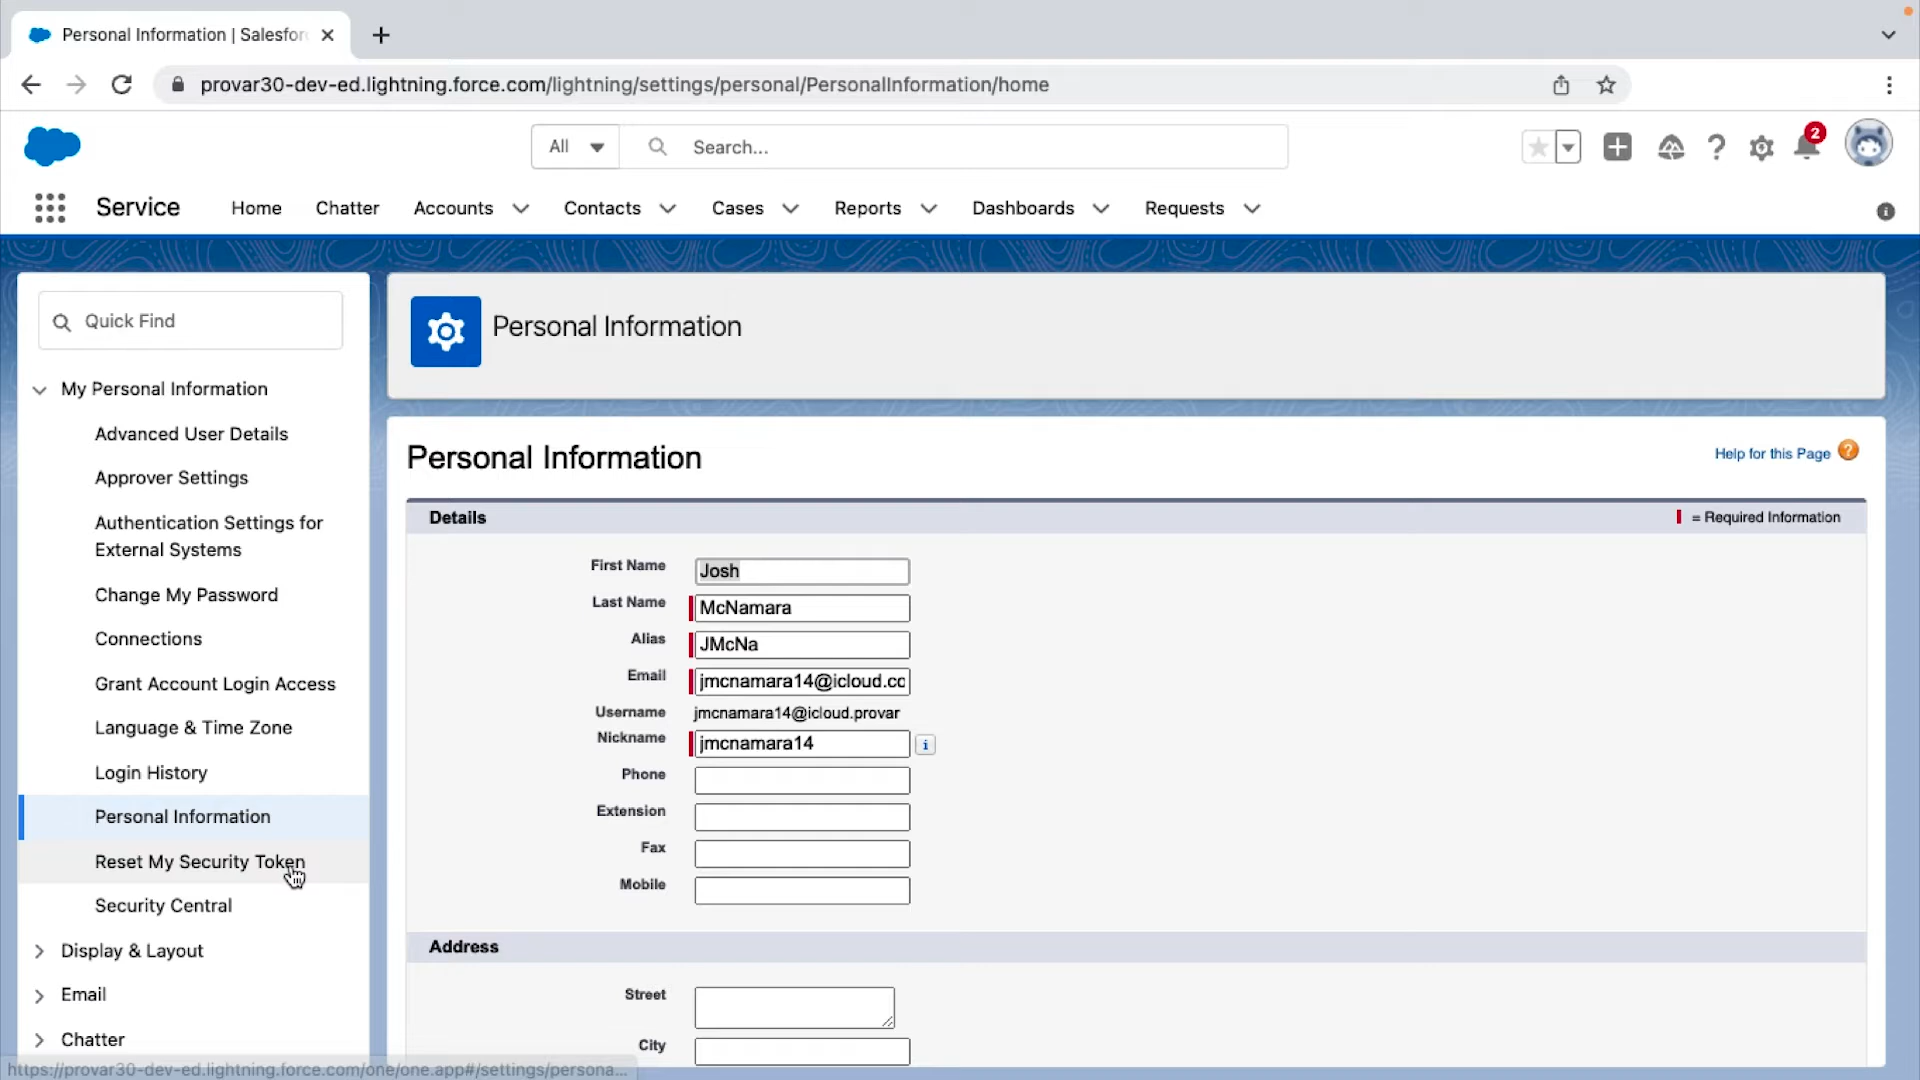 Personal Information | Salesfor
provar30-dev-ed.lightning.force.com/lightning/settings/personal/PersonalInformation/home
All
Search...
2
Service
Home
Chatter
Accounts
Contacts
Cases
Reports
Dashboards
Requests
Quick Find
My Personal Information
Advanced User Details
Approver Settings
Authentication Settings for
External Systems
Change My Password
Connections
Grant Account Login Access
Language & Time Zone
Login History
Personal Information
Reset My Security Token
Security Central
Display & Layout
Email
Chatter
Personal Information
Personal Information
Help for this Page
Details
= Required Information
First Name Josh
Last Name McNamara
Alias JMcNa
Email jmcnamara14@icloud.cc
Username jmcnamara14@icloud.provar
Nickname jmcnamara14
Phone
Extension
Fax
Mobile
Address
Street
City
https://provar30-dev-ed.lightning.force.com/one/one.app#/settings/persona...